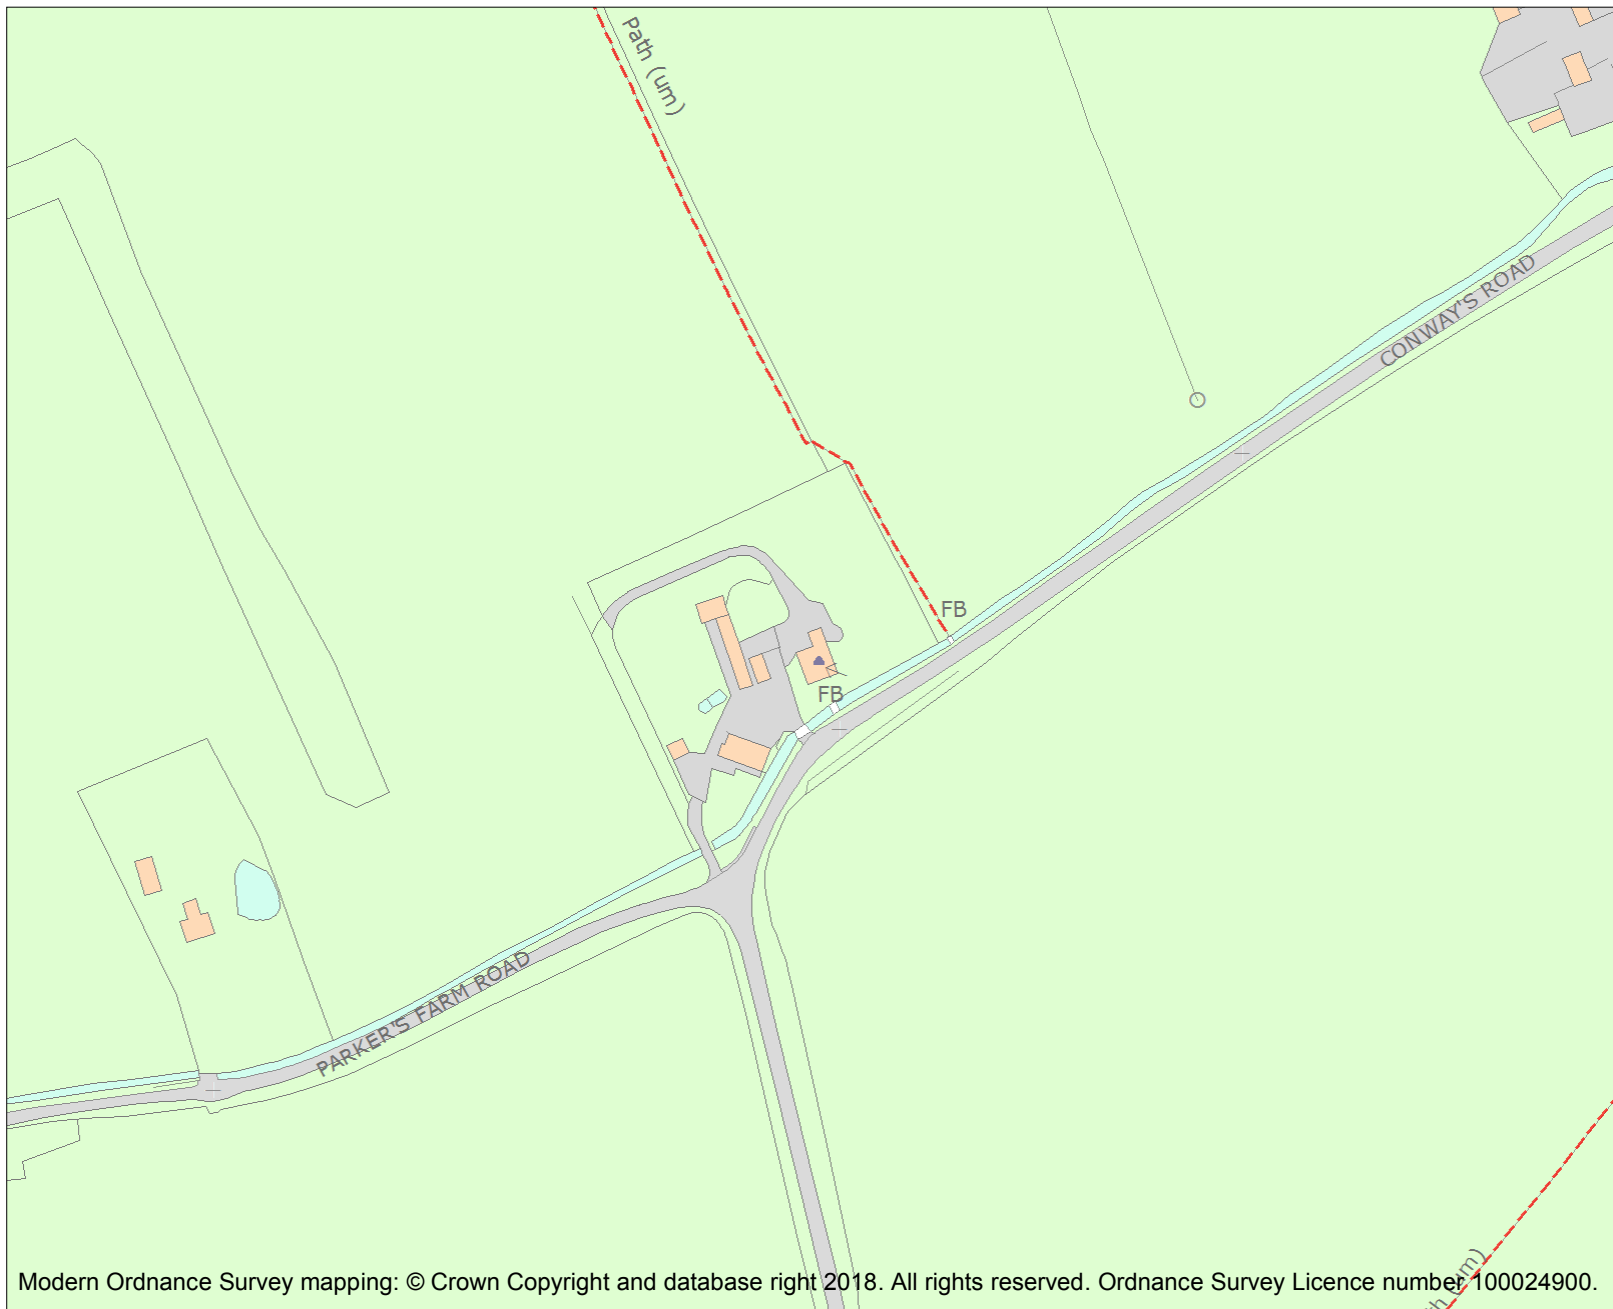 Path (um)
CONWAY'S ROAD
FB
FB
PARKER'S FARM ROAD
Modern Ordnance Survey mapping: © Crown Copyright and database right 2018. All rights reserved. Ordnance Survey Licence number 100024900.